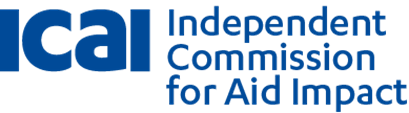 ICAI
Independent
Commission
for Aid Impact